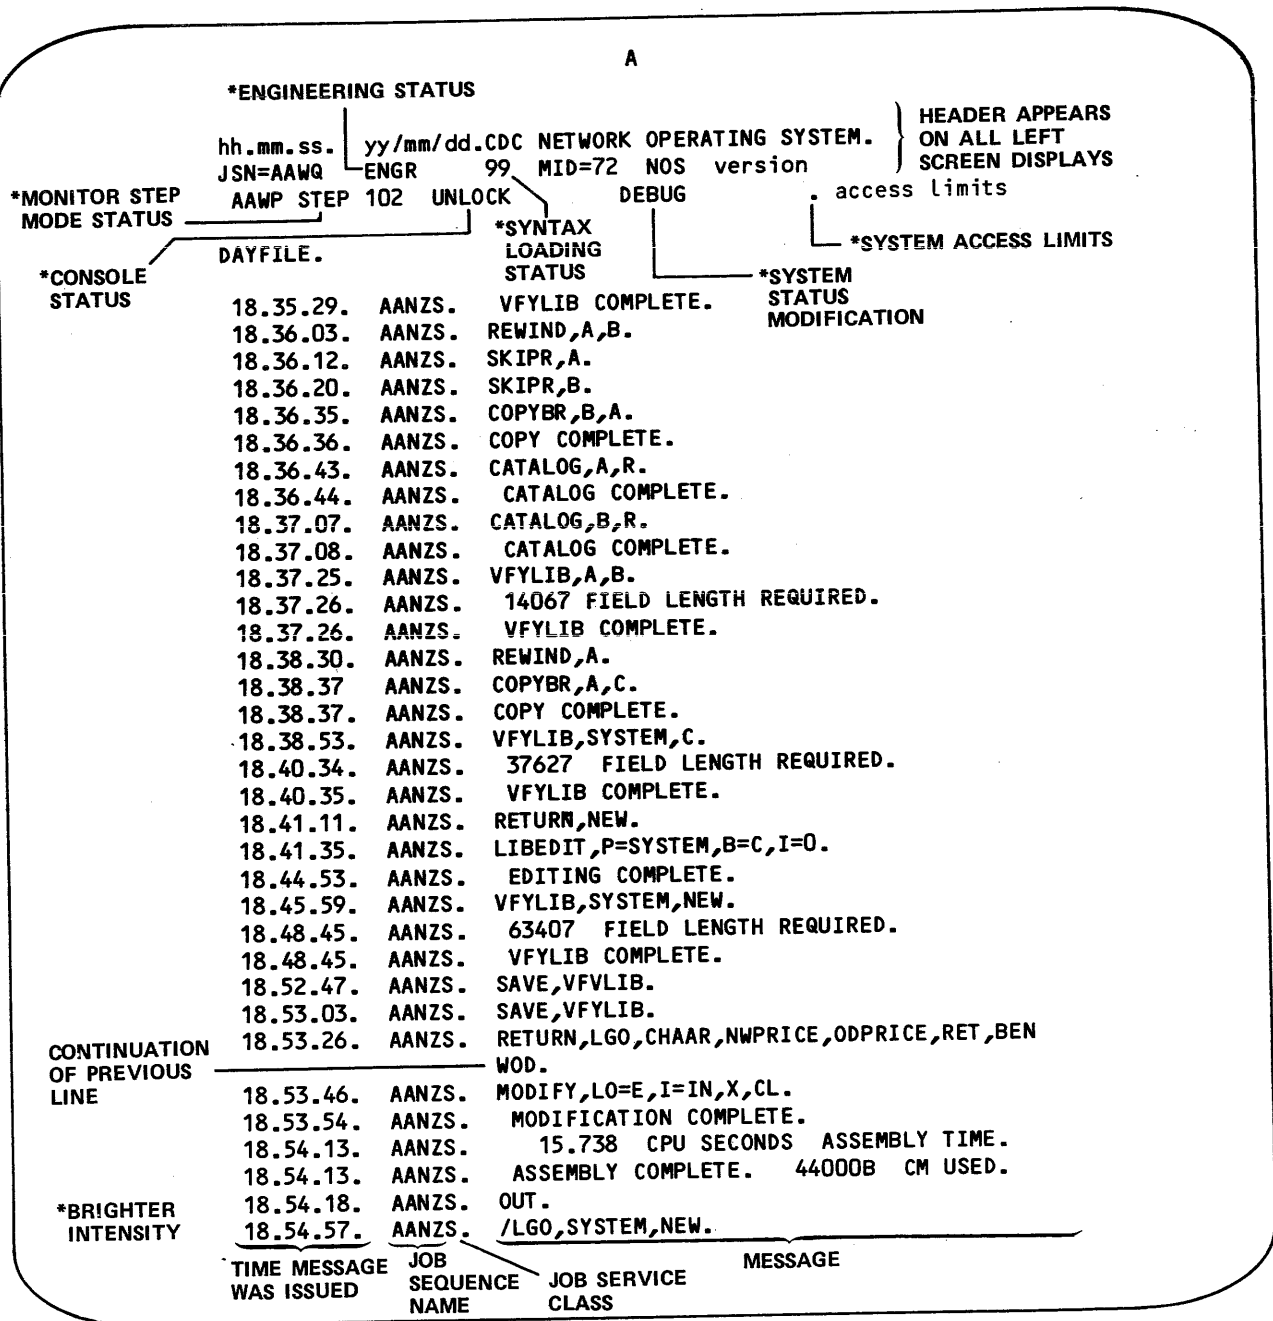 A
*ENGINEERING STATUS
hh.mm.ss. yy/mm/dd.CDC NETWORK OPERATING SYSTEM.
JSN=AAWQ ENGR 99 MID=72 NOS version
HEADER APPEARS
ON ALL LEFT
SCREEN DISPLAYS
*MONITOR STEP
MODE STATUS
AAWP STEP 102 UNLOCK DEBUG . access limits
*SYNTAX
LOADING
STATUS
*SYSTEM ACCESS LIMITS
DAYFILE.
*CONSOLE
STATUS
*SYSTEM
STATUS
MODIFICATION
18.35.29. AANZS. VFYLIB COMPLETE.
18.36.03. AANZS. REWIND,A,B.
18.36.12. AANZS. SKIPR,A.
18.36.20. AANZS. SKIPR,B.
18.36.35. AANZS. COPYBR,B,A.
18.36.36. AANZS. COPY COMPLETE.
18.36.43. AANZS. CATALOG,A,R.
18.36.44. AANZS. CATALOG COMPLETE.
18.37.07. AANZS. CATALOG,B,R.
18.37.08. AANZS. CATALOG COMPLETE.
18.37.25. AANZS. VFYLIB,A,B.
18.37.26. AANZS. 14067 FIELD LENGTH REQUIRED.
18.37.26. AANZS. VFYLIB COMPLETE.
18.38.30. AANZS. REWIND,A.
18.38.37 AANZS. COPYBR,A,C.
18.38.37. AANZS. COPY COMPLETE.
18.38.53. AANZS. VFYLIB,SYSTEM,C.
18.40.34. AANZS. 37627 FIELD LENGTH REQUIRED.
18.40.35. AANZS. VFYLIB COMPLETE.
18.41.11. AANZS. RETURN,NEW.
18.41.35. AANZS. LIBEDIT,P=SYSTEM,B=C,I=0.
18.44.53. AANZS. EDITING COMPLETE.
18.45.59. AANZS. VFYLIB,SYSTEM,NEW.
18.48.45. AANZS. 63407 FIELD LENGTH REQUIRED.
18.48.45. AANZS. VFYLIB COMPLETE.
18.52.47. AANZS. SAVE,VFVLIB.
18.53.03. AANZS. SAVE,VFYLIB.
18.53.26. AANZS. RETURN,LGO,CHAAR,NWPRICE,ODPRICE,RET,BEN
CONTINUATION
OF PREVIOUS
LINE
WOD.
18.53.46. AANZS. MODIFY,LO=E,I=IN,X,CL.
18.53.54. AANZS. MODIFICATION COMPLETE.
18.54.13. AANZS. 15.738 CPU SECONDS ASSEMBLY TIME.
18.54.13. AANZS. ASSEMBLY COMPLETE. 44000B CM USED.
18.54.18. AANZS. OUT.
*BRIGHTER
INTENSITY
18.54.57. AANZS. /LGO,SYSTEM,NEW.
TIME MESSAGE
WAS ISSUED
JOB
SEQUENCE
NAME
JOB SERVICE
CLASS
MESSAGE